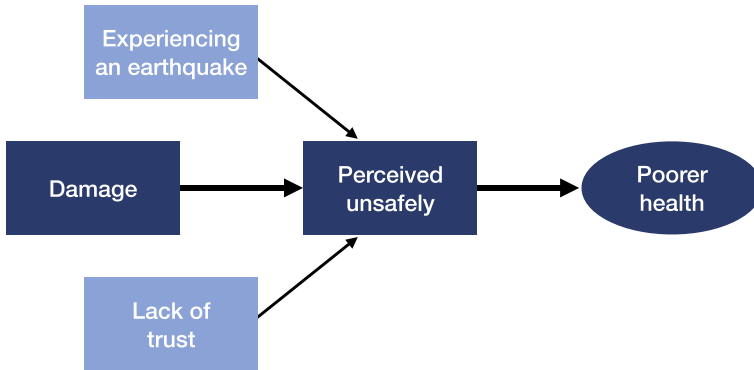 Experiencing
an earthquake
Damage
Perceived
unsafely
Poorer
health
Lack of
trust